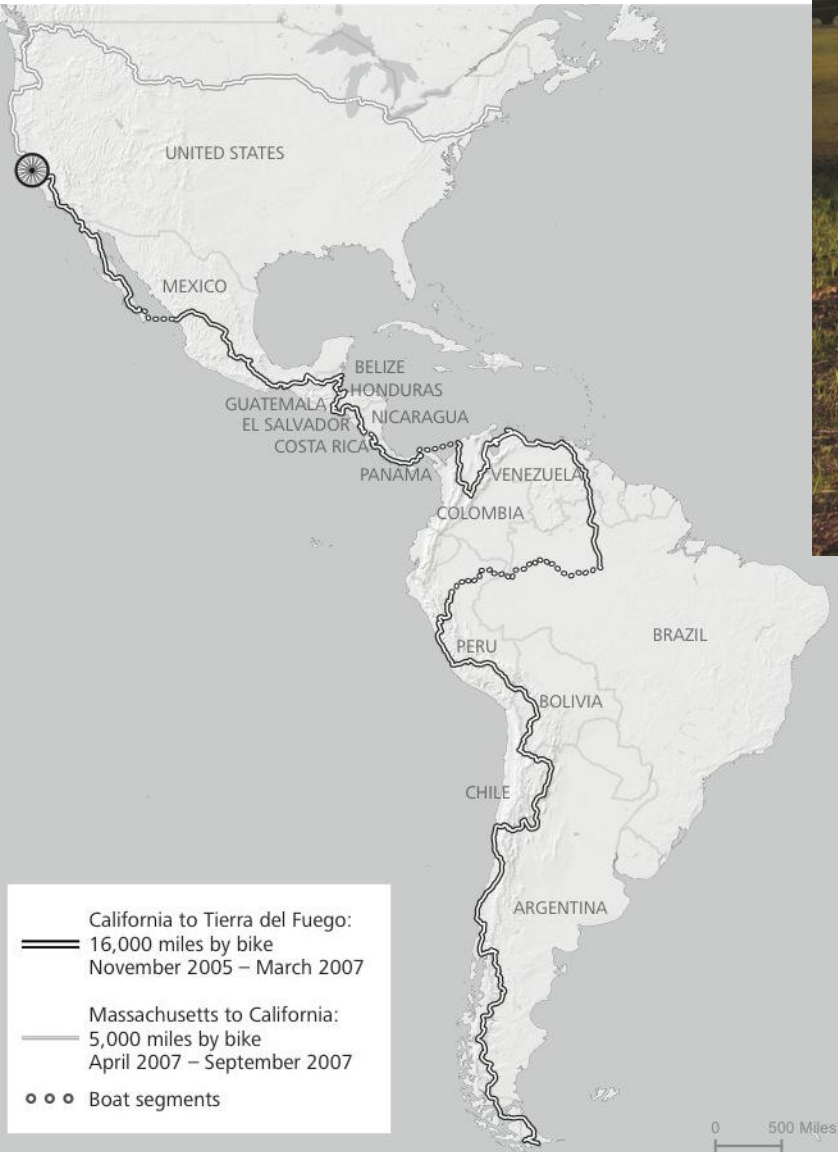 UNITED STATES
MEXICO
BELIZE
HONDURAS
GUATEMALA
NICARAGUA
EL SALVADOR
COSTA RICA
PANAMA
VENEZUELA
COLOMBIA
BRAZIL
PERU
BOLIVIA
CHILE
ARGENTINA
California to Tierra del Fuego:
16,000 miles by bike
November 2005 – March 2007
Massachusetts to California:
5,000 miles by bike
April 2007 – September 2007
Boat segments
0 500 Miles